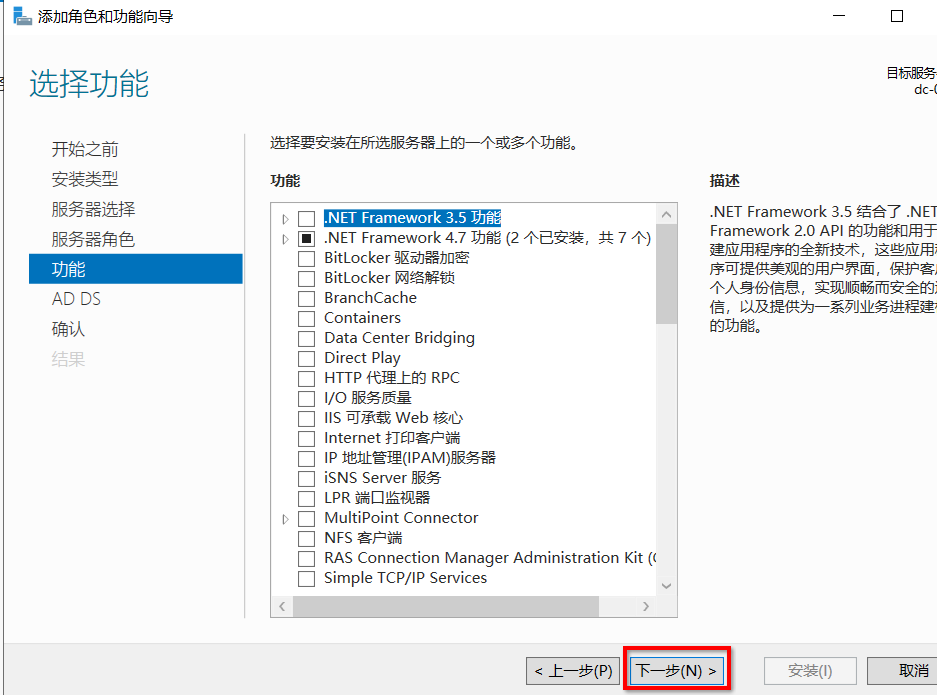 添加角色和功能向导
选择功能
目标服务
dc-0
开始之前
安装类型
服务器选择
服务器角色
功能
AD DS
确认
结果
选择要安装在所选服务器上的一个或多个功能。
功能
.NET Framework 3.5 功能
.NET Framework 4.7 功能 (2 个已安装，共 7 个)
BitLocker 驱动器加密
BitLocker 网络解锁
BranchCache
Containers
Data Center Bridging
Direct Play
HTTP 代理上的 RPC
I/O 服务质量
IIS 可承载 Web 核心
Internet 打印客户端
IP 地址管理(IPAM)服务器
iSNS Server 服务
LPR 端口监视器
MultiPoint Connector
NFS 客户端
RAS Connection Manager Administration Kit (
Simple TCP/IP Services
描述
.NET Framework 3.5 结合了 .NET
Framework 2.0 API 的功能和用于
建应用程序的全新技术，这些应用
序可提供美观的用户界面，保护客
个人身份信息，实现顺畅而安全的
信，以及提供为一系列业务进程建
的功能。
< 上一步(P)
下一步(N) >
安装(I)
取消